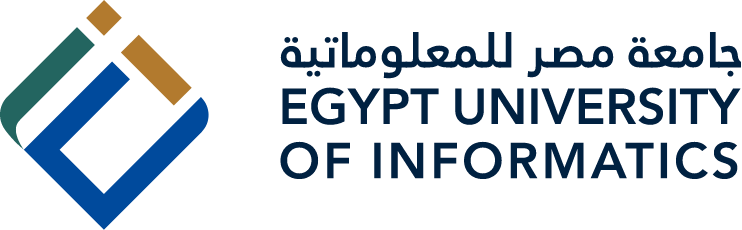 جامعة مصر للمعلوماتية
EGYPT UNIVERSITY
OF INFORMATICS